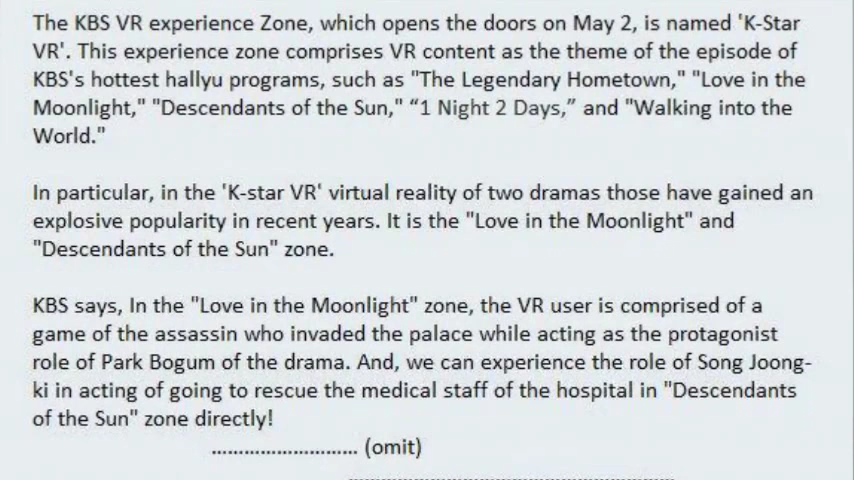 The KBS VR experience Zone, which opens the doors on May 2, is named 'K-Star
VR'. This experience zone comprises VR content as the theme of the episode of
KBS's hottest hallyu programs, such as "The Legendary Hometown," "Love in the
Moonlight," "Descendants of the Sun," “1 Night 2 Days,” and "Walking into the
World."
In particular, in the 'K-star VR' virtual reality of two dramas those have gained an
explosive popularity in recent years. It is the "Love in the Moonlight" and
"Descendants of the Sun" zone.
KBS says, In the "Love in the Moonlight" zone, the VR user is comprised of a
game of the assassin who invaded the palace while acting as the protagonist
role of Park Bogum of the drama. And, we can experience the role of Song Joong-
ki in acting of going to rescue the medical staff of the hospital in "Descendants
of the Sun" zone directly!
............................ (omit)